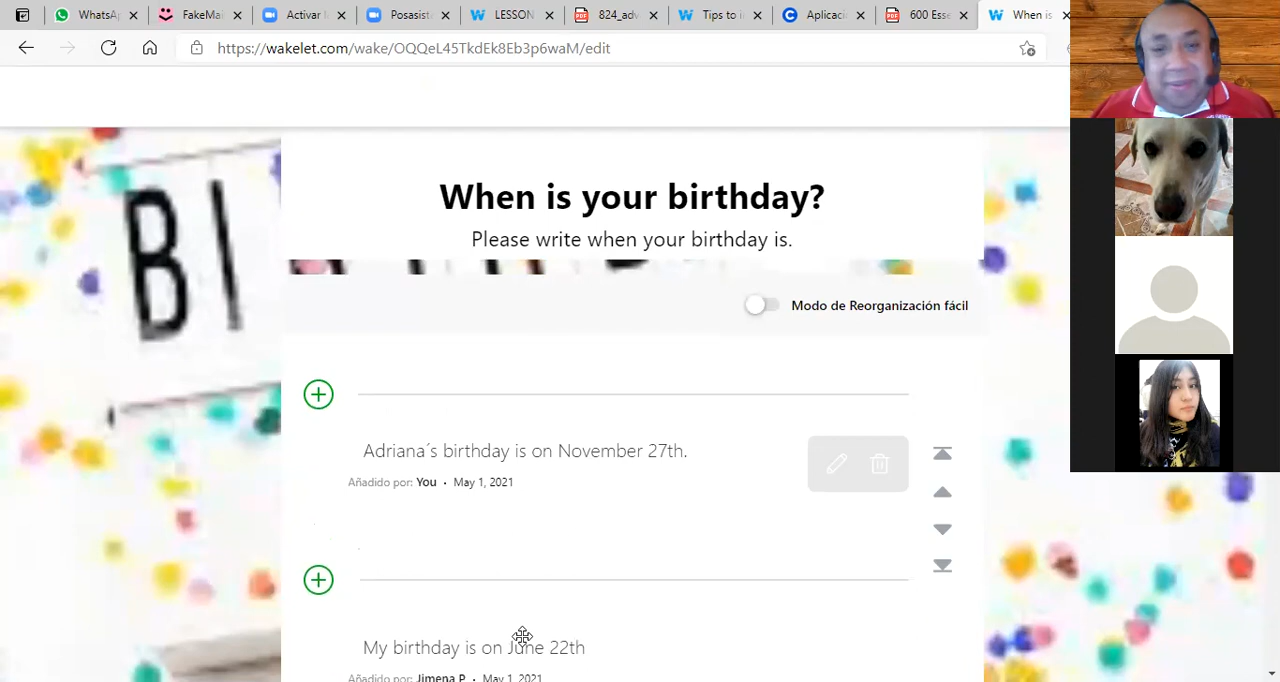 WhatsA
FakeMai
Activar l
Posasist
LESSON
824_adv
Tips to i
Aplicaci
600 Esse
When is
https://wakelet.com/wake/OQQeL45TkdEk8Eb3p6waM/edit
BI
When is your birthday?
Please write when your birthday is.
Modo de Reorganización fácil
Adriana´s birthday is on November 27th.
Añadido por: You · May 1, 2021
My birthday is on June 22th
Añadido por: Jimena P · May 1, 2021